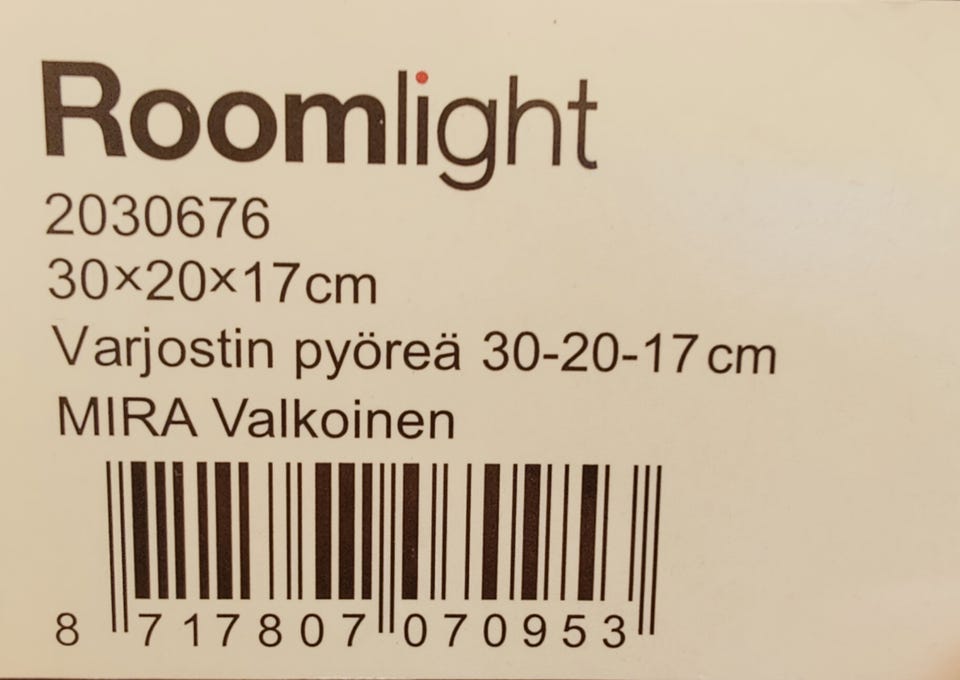 Roomlight
2030676
30×20×17cm
Varjostin pyöreä 30-20-17cm
MIRA Valkoinen
8 717807 070953